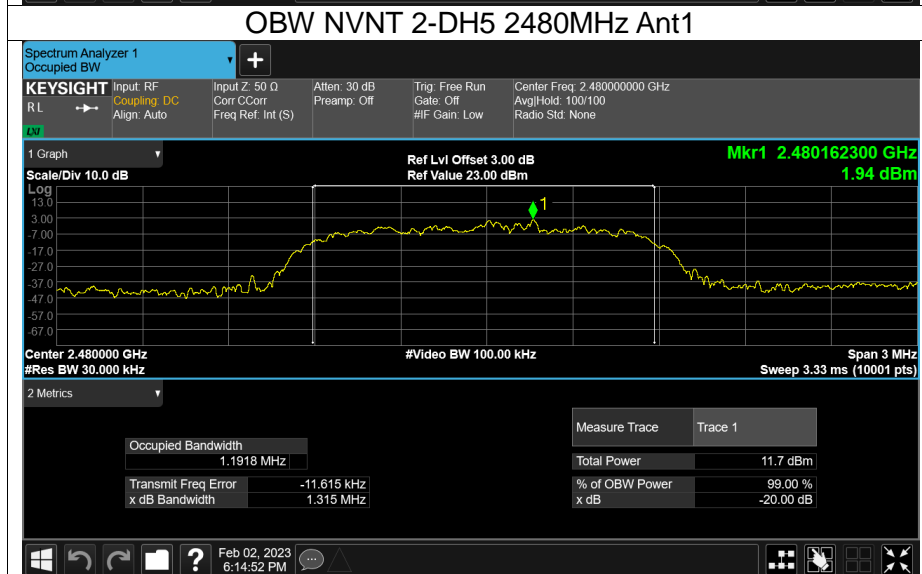 OBW NVNT 2-DH5 2480MHz Ant1
Spectrum Analyzer 1
Occupied BW
+
KEYSIGHT Input: RF Input Z: 50 Ω Atten: 30 dB Trig: Free Run Center Freq: 2.480000000 GHz
R L Coupling: DC Corr CCorr Preamp: Off Gate: Off Avg|Hold: 100/100
Align: Auto Freq Ref: Int (S) #IF Gain: Low Radio Std: None
LXI
1 Graph Ref Lvl Offset 3.00 dB Mkr1 2.480162300 GHz
Scale/Div 10.0 dB Ref Value 23.00 dBm 1.94 dBm
Log
13.0
1
3.00
-7.00
-17.0
-27.0
-37.0
-47.0
-57.0
-67.0
Center 2.480000 GHz #Video BW 100.00 kHz Span 3 MHz
#Res BW 30.000 kHz Sweep 3.33 ms (10001 pts)
2 Metrics
Measure Trace Trace 1
Occupied Bandwidth
1.1918 MHz Total Power 11.7 dBm
Transmit Freq Error -11.615 kHz % of OBW Power 99.00 %
x dB Bandwidth 1.315 MHz x dB -20.00 dB
? Feb 02, 2023
6:14:52 PM